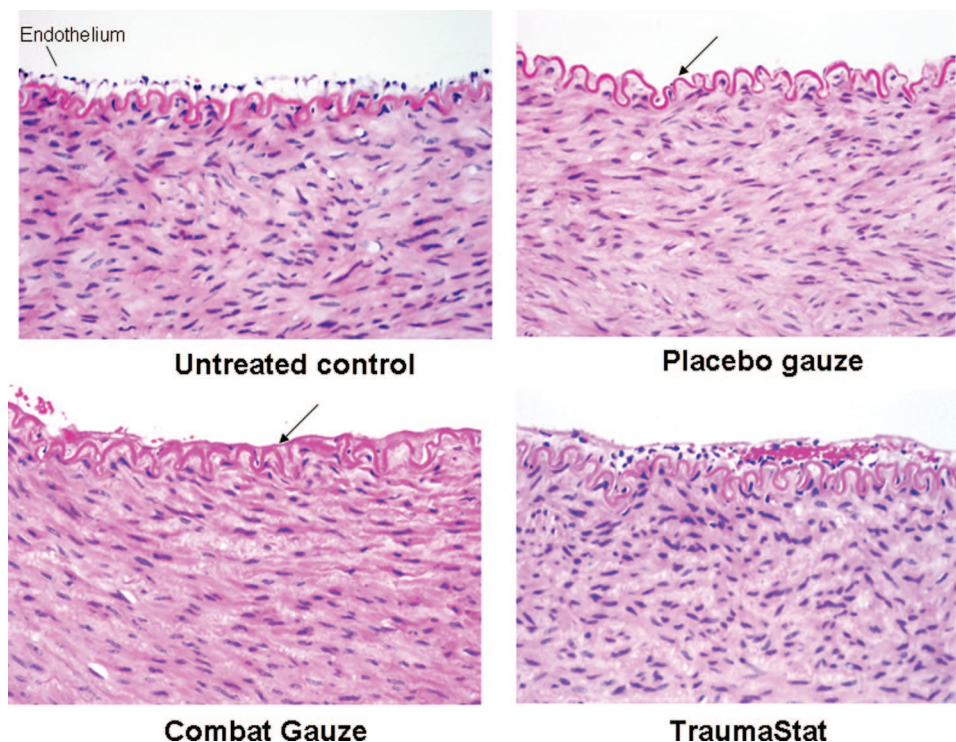 Endothelium
Untreated control
Placebo gauze
Combat Gauze
TraumaStat